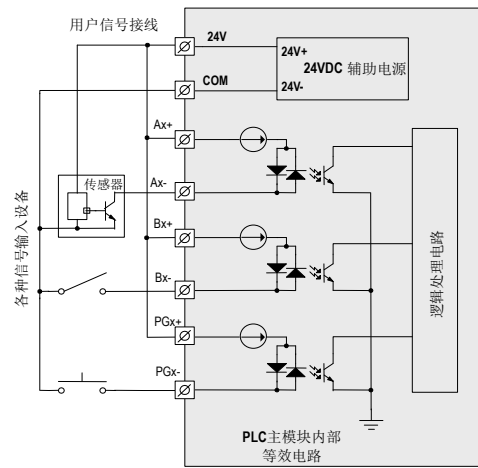 用户信号接线
24V
24V+
24VDC 辅助电源
COM
24V-
Ax+
传感器
Ax-
Bx+
各种信号输入设备
Bx-
逻辑处理电路
PGx+
PGx-
PLC主模块内部
等效电路